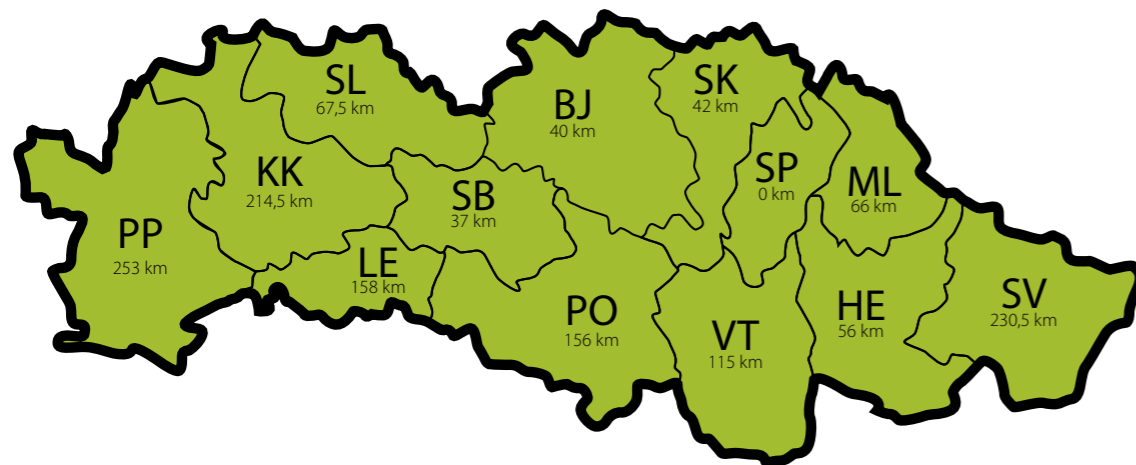 SL
67,5 km
BJ
40 km
SK
42 km
KK
214,5 km
SB
37 km
SP
0 km
ML
66 km
PP
253 km
LE
158 km
PO
156 km
VT
115 km
HE
56 km
SV
230,5 km